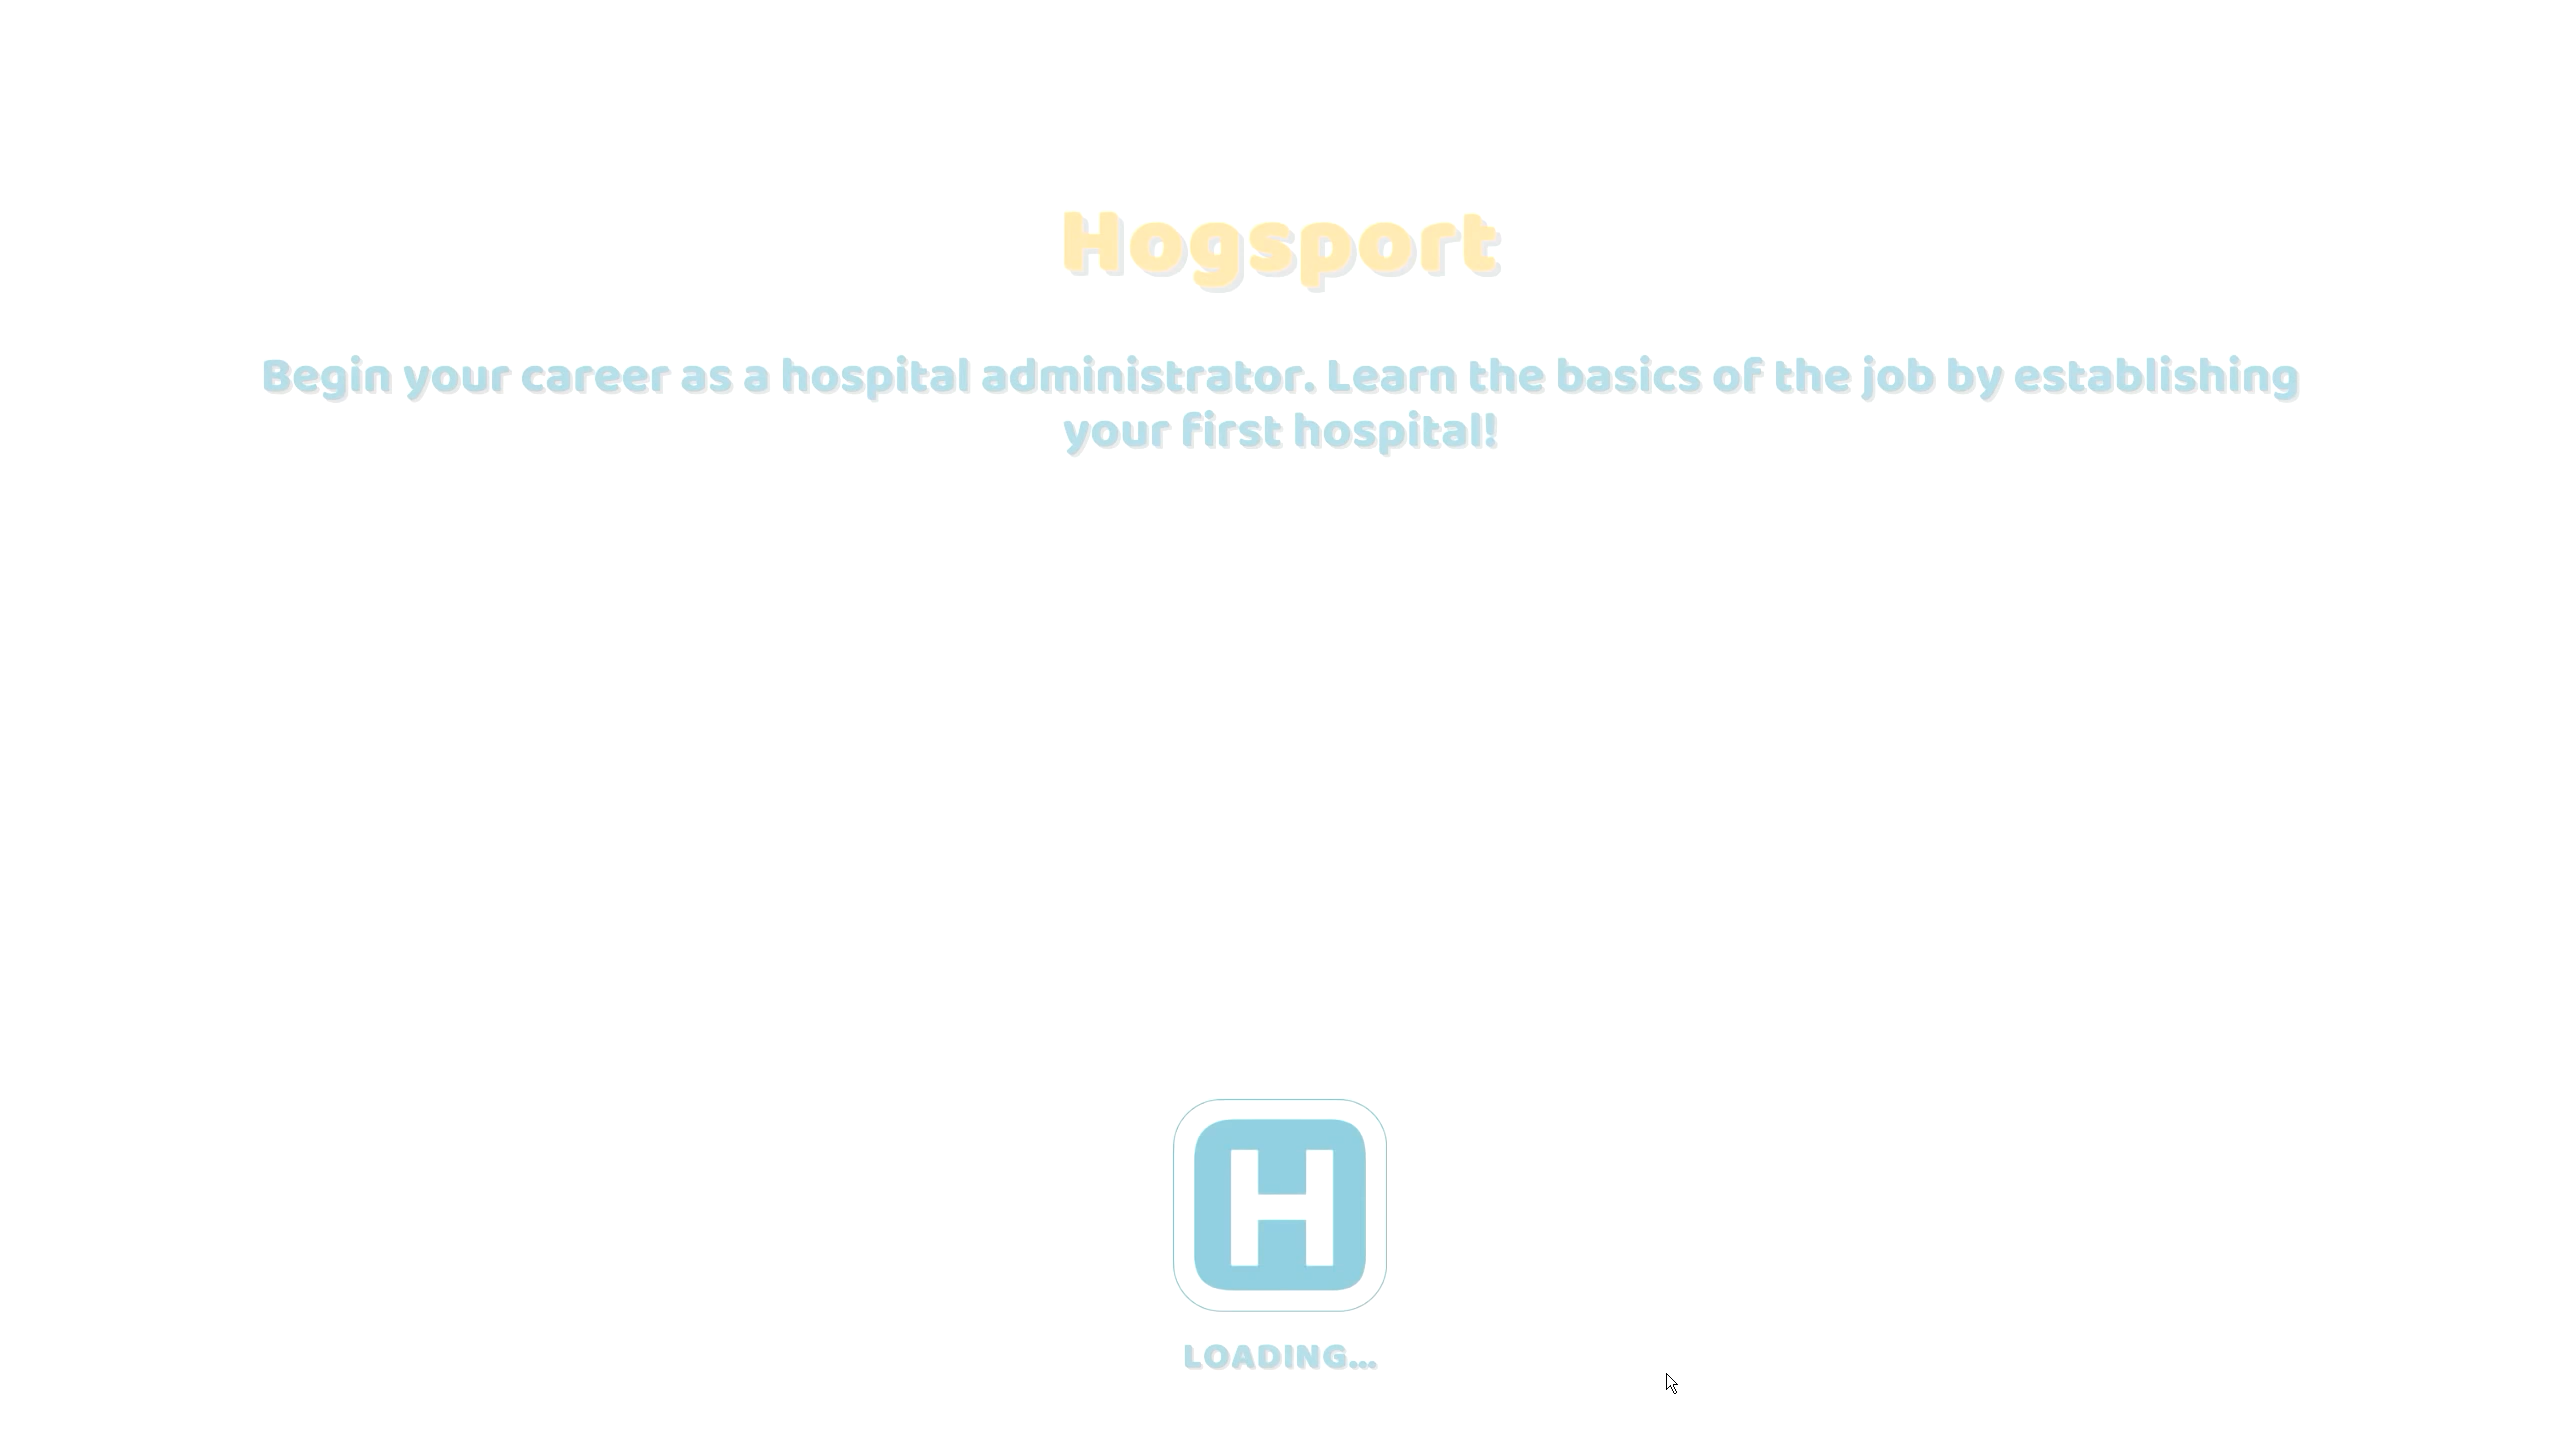 Hogsport
Begin your career as a hospital administrator. Learn the basics of the job by establishing
your first hospital!
H
LOADING...